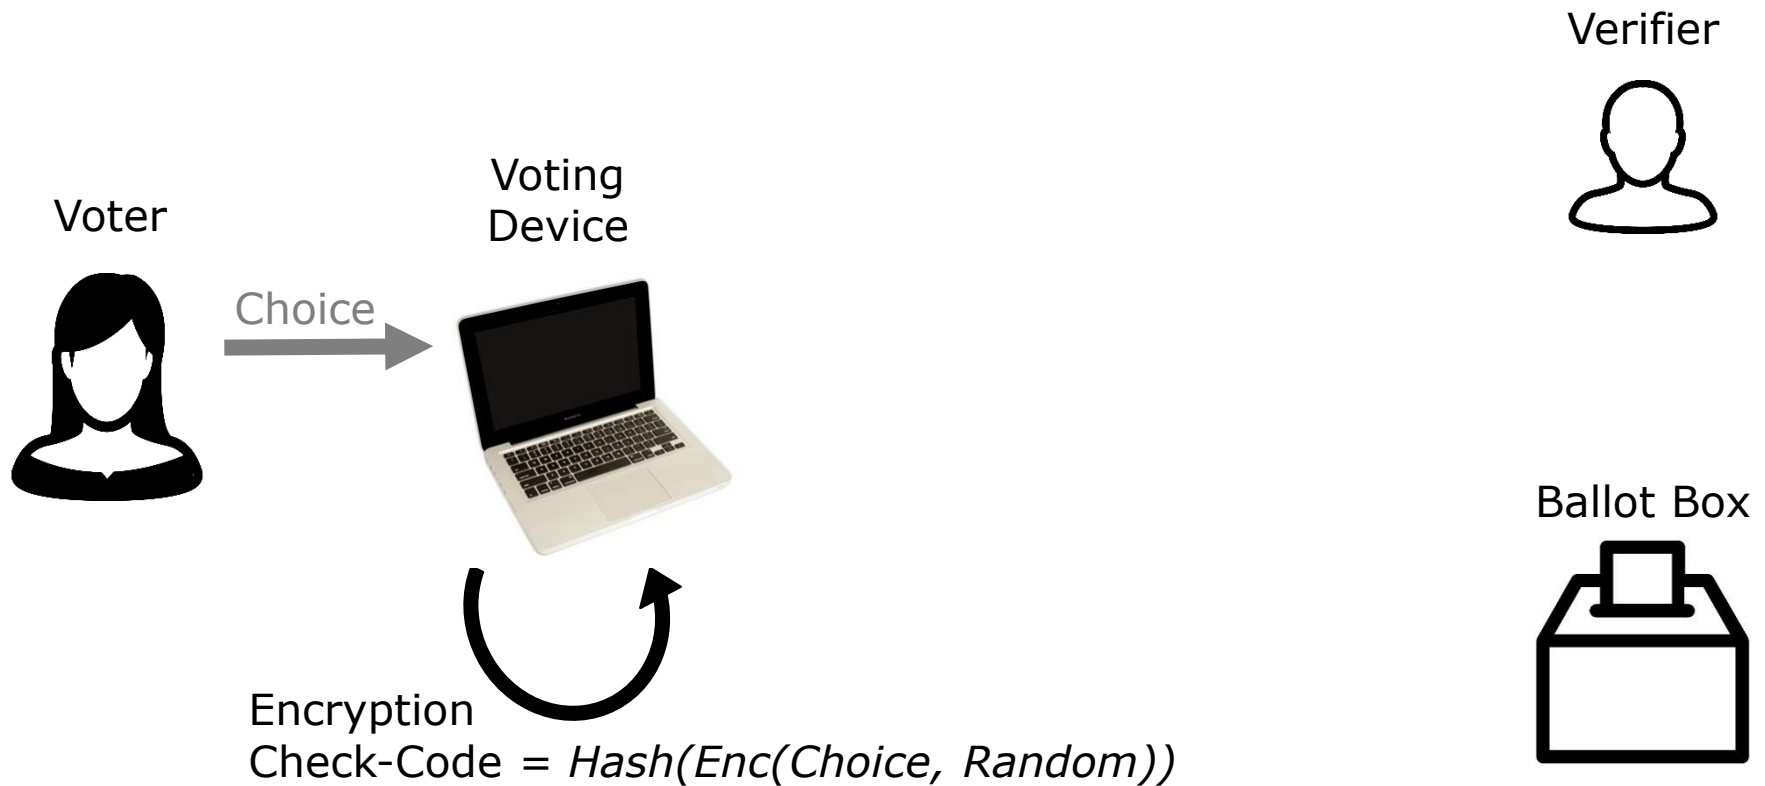 Verifier
Voting
Device
Voter
Choice
Ballot Box
Encryption
Check-Code = Hash(Enc(Choice, Random))